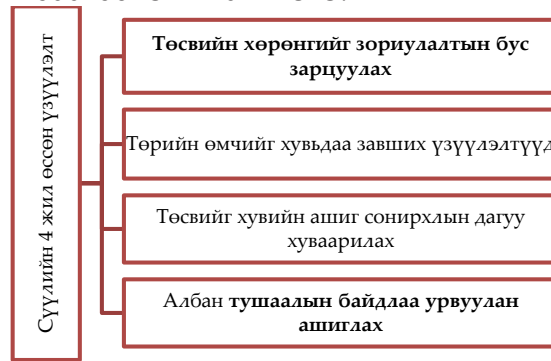 Сүүлийн 4 жил өссөн үзүүлэлт
Төсвийн хөрөнгийг зориулалтын бус
зарцуулах
Төрийн өмчийг хувьдаа завших үзүүлэлтүүд
Төсвийг хувийн ашиг сонирхлын дагуу
хуваарилах
Албан тушаалын байдлаа урвуулан
ашиглах